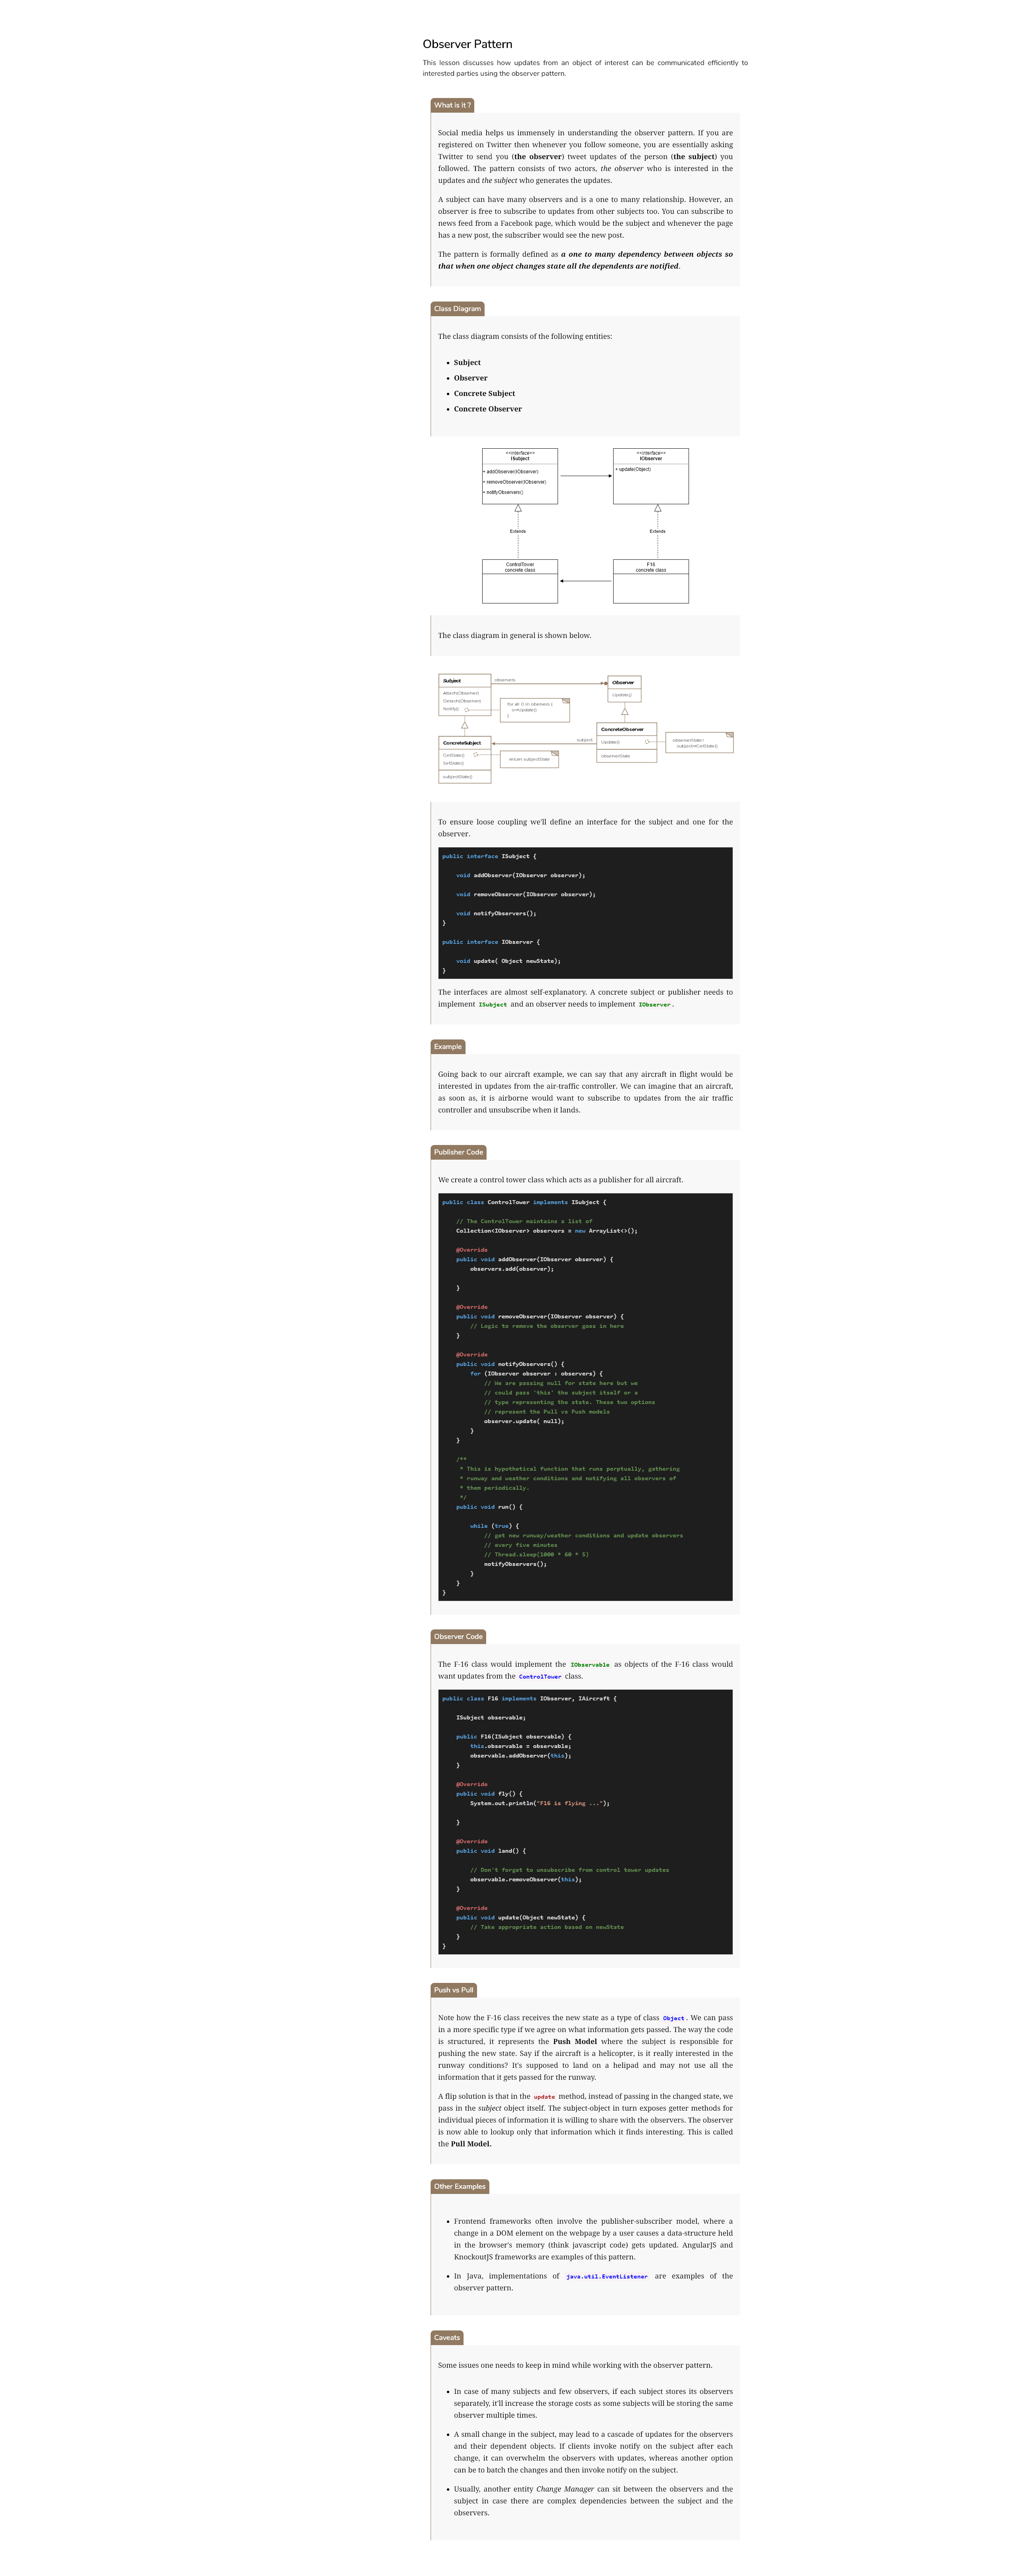 Observer Pattern
This lesson discusses how updates from an object of interest can be communicated efficiently to
interested parties using the observer pattern.
What is it ?
Social media helps us immensely in understanding the observer pattern. If you are
registered on Twitter then whenever you follow someone, you are essentially asking
Twitter to send you (the observer) tweet updates of the person (the subject) you
followed. The pattern consists of two actors, the observer who is interested in the
updates and the subject who generates the updates.
A subject can have many observers and is a one to many relationship. However, an
observer is free to subscribe to updates from other subjects too. You can subscribe to
news feed from a Facebook page, which would be the subject and whenever the page
has a new post, the subscriber would see the new post.
The pattern is formally defined as a one to many dependency between objects so
that when one object changes state all the dependents are notified.
Class Diagram
The class diagram consists of the following entities:
• Subject
• Observer
• Concrete Subject
• Concrete Observer
<<interface>>
ISubject
+ addObserver(IObserver)
+ removeObserver(IObserver)
+ notifyObservers()
<<interface>>
IObserver
+ update(Object)
Extends
Extends
ControlTower
concrete class
F16
concrete class
The class diagram in general is shown below.
Subject
Attach(Observer)
Detach(Observer)
Notify()
observers
Observer
Update()
for all o in observers {
o->Update()
}
ConcreteSubject
GetState()
SetState()
subjectState()
return subjectState
subject
ConcreteObserver
Update()
observerState
observerState=
subject->GetState()
To ensure loose coupling we'll define an interface for the subject and one for the
observer.
public interface ISubject {
void addObserver(IObserver observer);
void removeObserver(IObserver observer);
void notifyObservers();
}
public interface IObserver {
void update( Object newState);
}
The interfaces are almost self-explanatory. A concrete subject or publisher needs to
implement ISubject and an observer needs to implement IObserver .
Example
Going back to our aircraft example, we can say that any aircraft in flight would be
interested in updates from the air-traffic controller. We can imagine that an aircraft,
as soon as, it is airborne would want to subscribe to updates from the air traffic
controller and unsubscribe when it lands.
Publisher Code
We create a control tower class which acts as a publisher for all aircraft.
public class ControlTower implements ISubject {
// The ControlTower maintains a list of
Collection<IObserver> observers = new ArrayList<>();
@Override
public void addObserver(IObserver observer) {
observers.add(observer);
}
@Override
public void removeObserver(IObserver observer) {
// Logic to remove the observer goes in here
}
@Override
public void notifyObservers() {
for (IObserver observer : observers) {
// We are passing null for state here but we
// could pass 'this' the subject itself or a
// type representing the state. These two options
// represent the Pull vs Push models
observer.update( null);
}
}
/**
* This is hypothetical function that runs perptually, gathering
* runway and weather conditions and notifying all observers of
* them periodically.
*/
public void run() {
while (true) {
// get new runway/weather conditions and update observers
// every five minutes
// Thread.sleep(1000 * 60 * 5)
notifyObservers();
}
}
}
Observer Code
The F-16 class would implement the IObservable as objects of the F-16 class would
want updates from the ControlTower class.
public class F16 implements IObserver, IAircraft {
ISubject observable;
public F16(ISubject observable) {
this.observable = observable;
observable.addObserver(this);
}
@Override
public void fly() {
System.out.println("F16 is flying ...");
}
@Override
public void land() {
// Don't forget to unsubscribe from control tower updates
observable.removeObserver(this);
}
@Override
public void update(Object newState) {
// Take appropriate action based on newState
}
}
Push vs Pull
Note how the F-16 class receives the new state as a type of class Object . We can pass
in a more specific type if we agree on what information gets passed. The way the code
is structured, it represents the Push Model where the subject is responsible for
pushing the new state. Say if the aircraft is a helicopter, is it really interested in the
runway conditions? It's supposed to land on a helipad and may not use all the
information that it gets passed for the runway.
A flip solution is that in the update method, instead of passing in the changed state, we
pass in the subject object itself. The subject-object in turn exposes getter methods for
individual pieces of information it is willing to share with the observers. The observer
is now able to lookup only that information which it finds interesting. This is called
the Pull Model.
Other Examples
• Frontend frameworks often involve the publisher-subscriber model, where a
change in a DOM element on the webpage by a user causes a data-structure held
in the browser's memory (think javascript code) gets updated. AngularJS and
KnockoutJS frameworks are examples of this pattern.
• In Java, implementations of java.util.EventListener are examples of the
observer pattern.
Caveats
Some issues one needs to keep in mind while working with the observer pattern.
• In case of many subjects and few observers, if each subject stores its observers
separately, it'll increase the storage costs as some subjects will be storing the same
observer multiple times.
• A small change in the subject, may lead to a cascade of updates for the observers
and their dependent objects. If clients invoke notify on the subject after each
change, it can overwhelm the observers with updates, whereas another option
can be to batch the changes and then invoke notify on the subject.
• Usually, another entity Change Manager can sit between the observers and the
subject in case there are complex dependencies between the subject and the
observers.